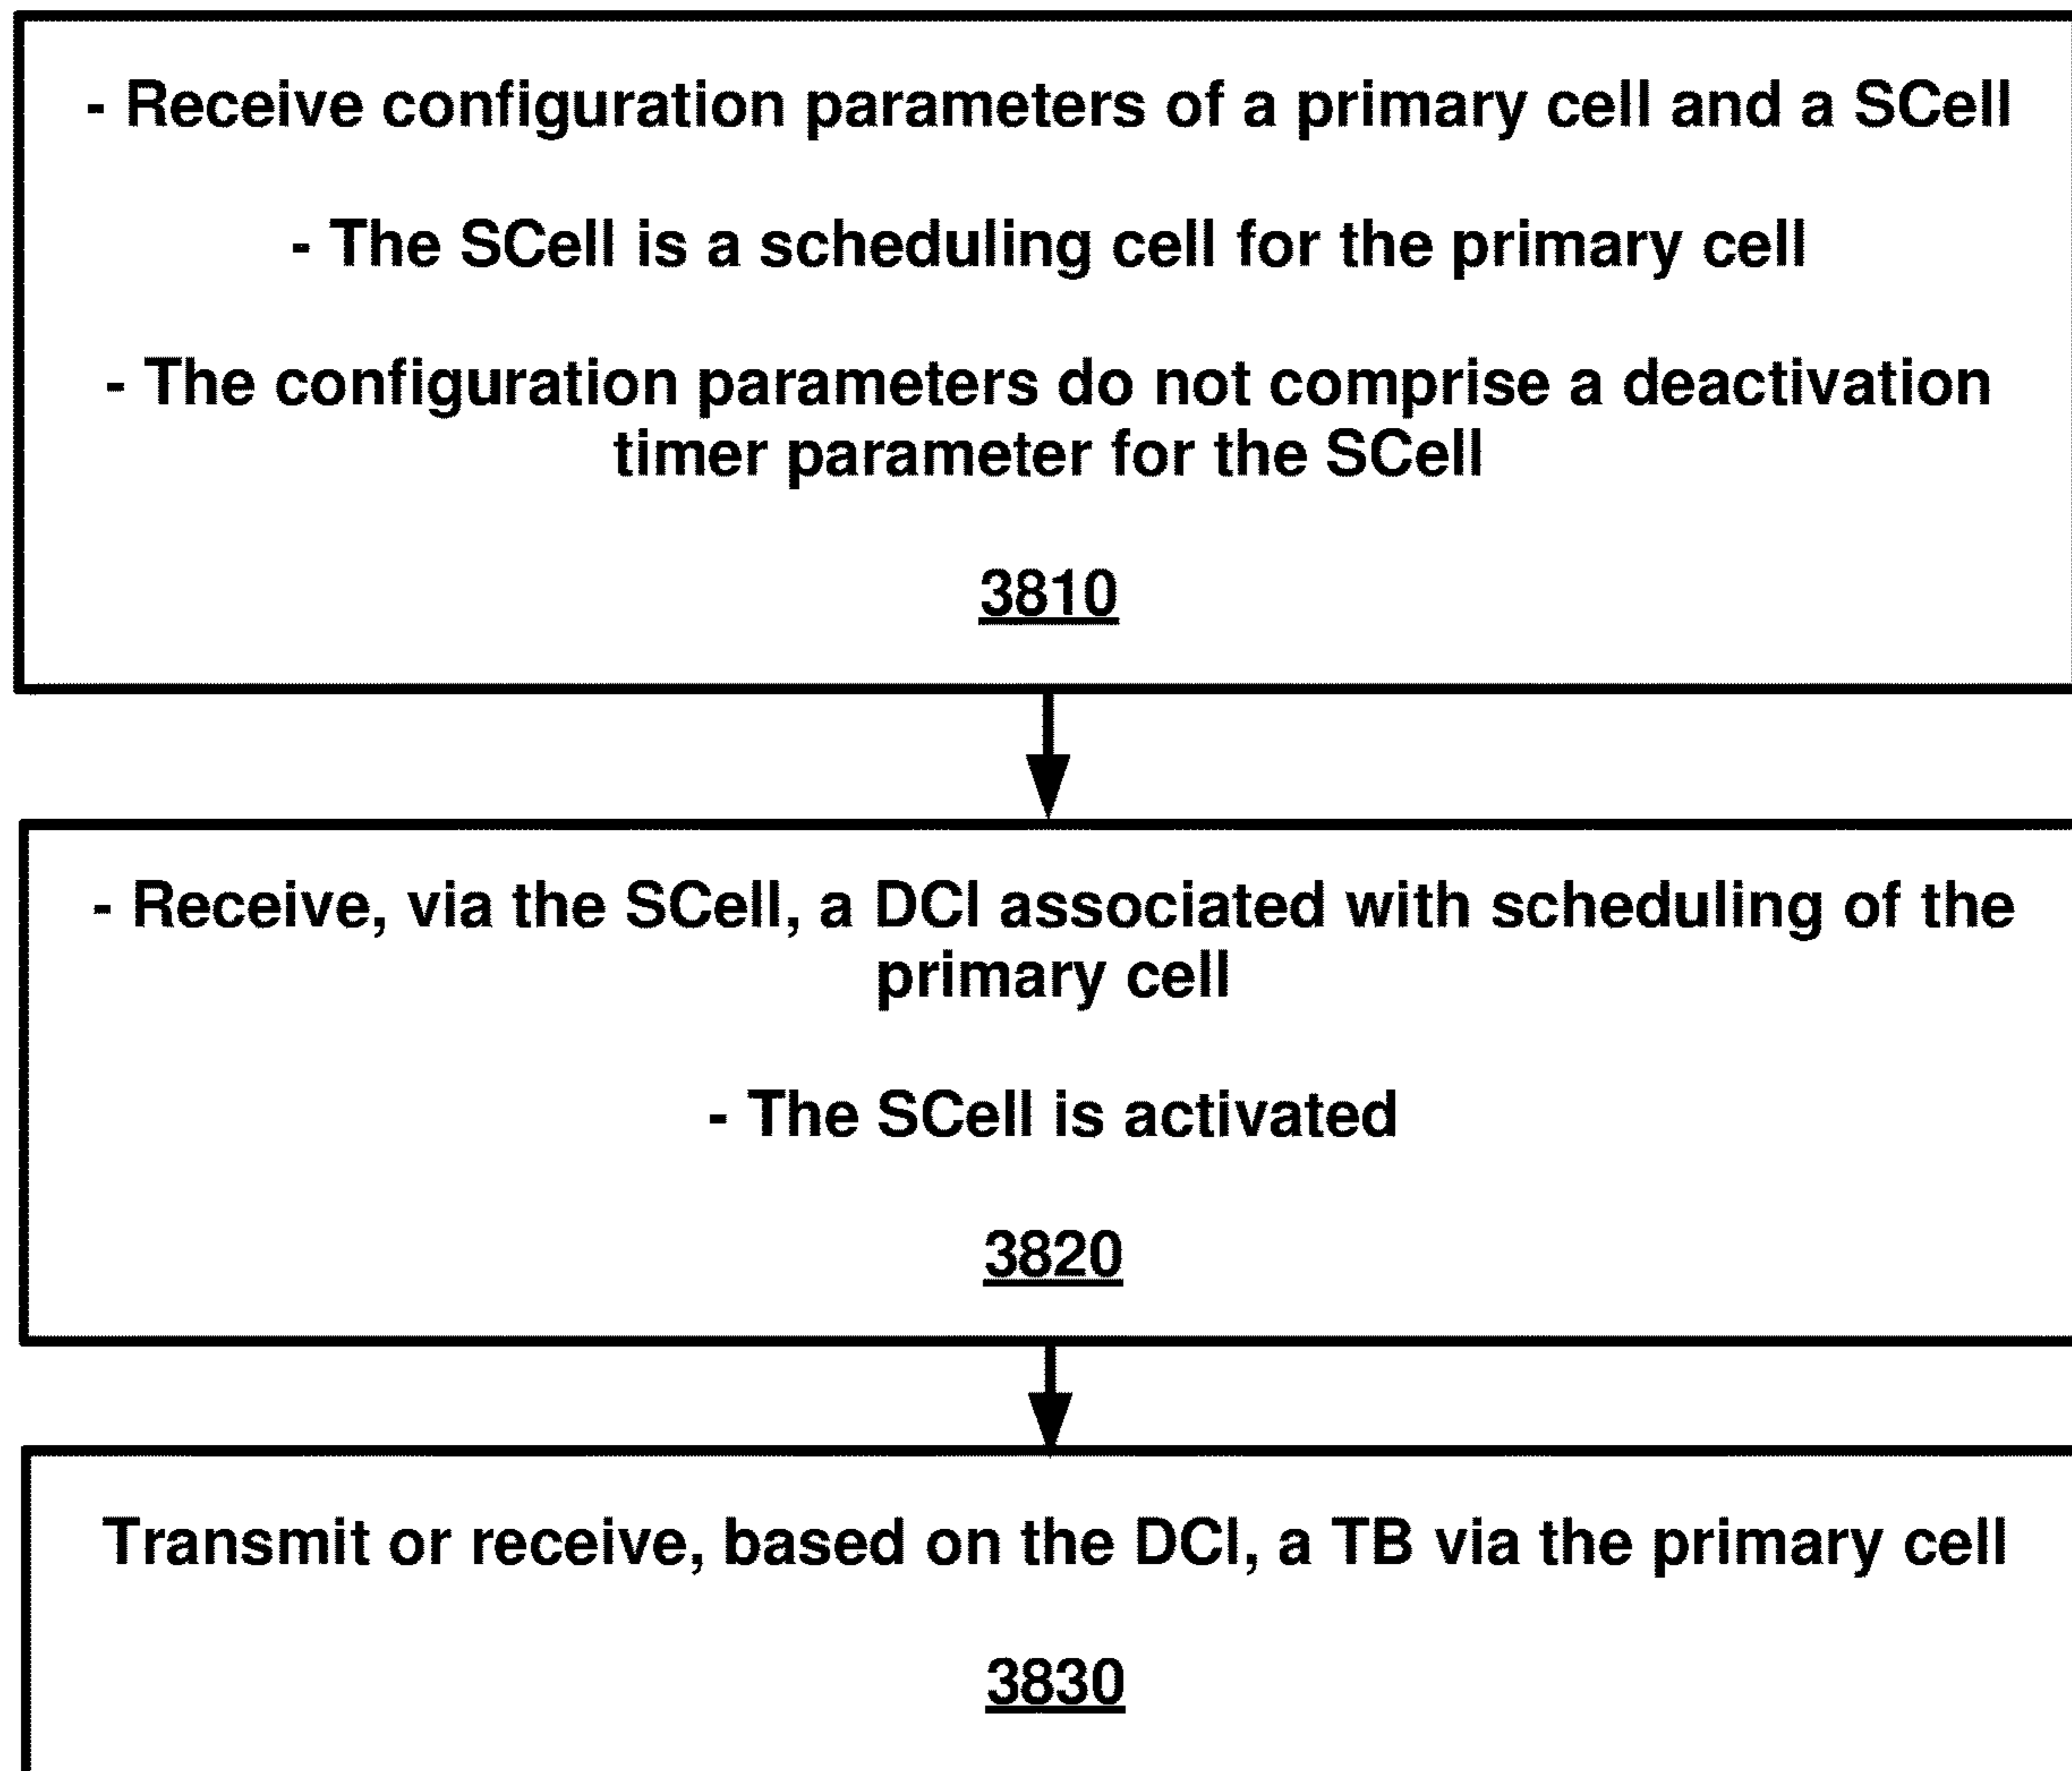 - Receive configuration parameters of a primary cell and a SCell
- The SCell is a scheduling cell for the primary cell
- The configuration parameters do not comprise a deactivation
timer parameter for the SCell
3810
- Receive, via the SCell, a DCI associated with scheduling of the
primary cell
- The SCell is activated
3820
Transmit or receive, based on the DCI, a TB via the primary cell
3830